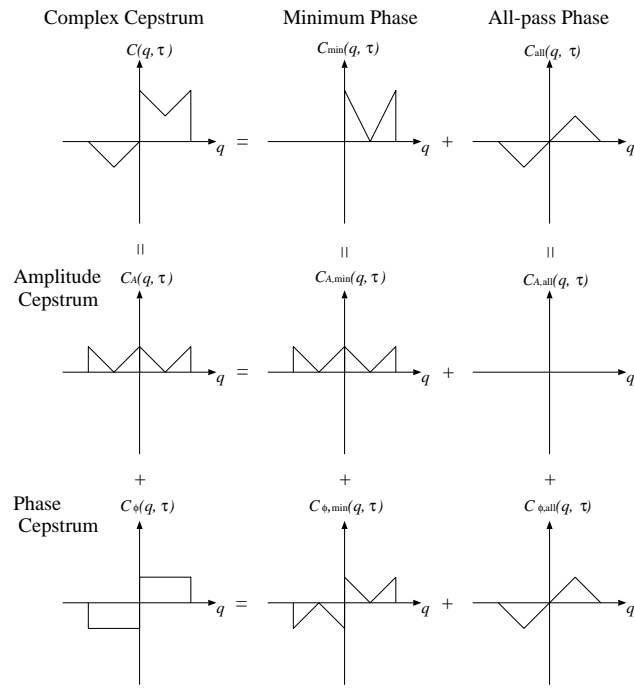 Complex Cepstrum Minimum Phase All-pass Phase
C(q, τ) Cmin(q, τ) Call(q, τ)
q = q + q
= = =
Amplitude
Cepstrum
CA(q, τ) CA,min(q, τ) CA,all(q, τ)
q = q + q
+ + +
Phase
Cepstrum
Cϕ(q, τ) Cϕ,min(q, τ) Cϕ,all(q, τ)
q = q + q